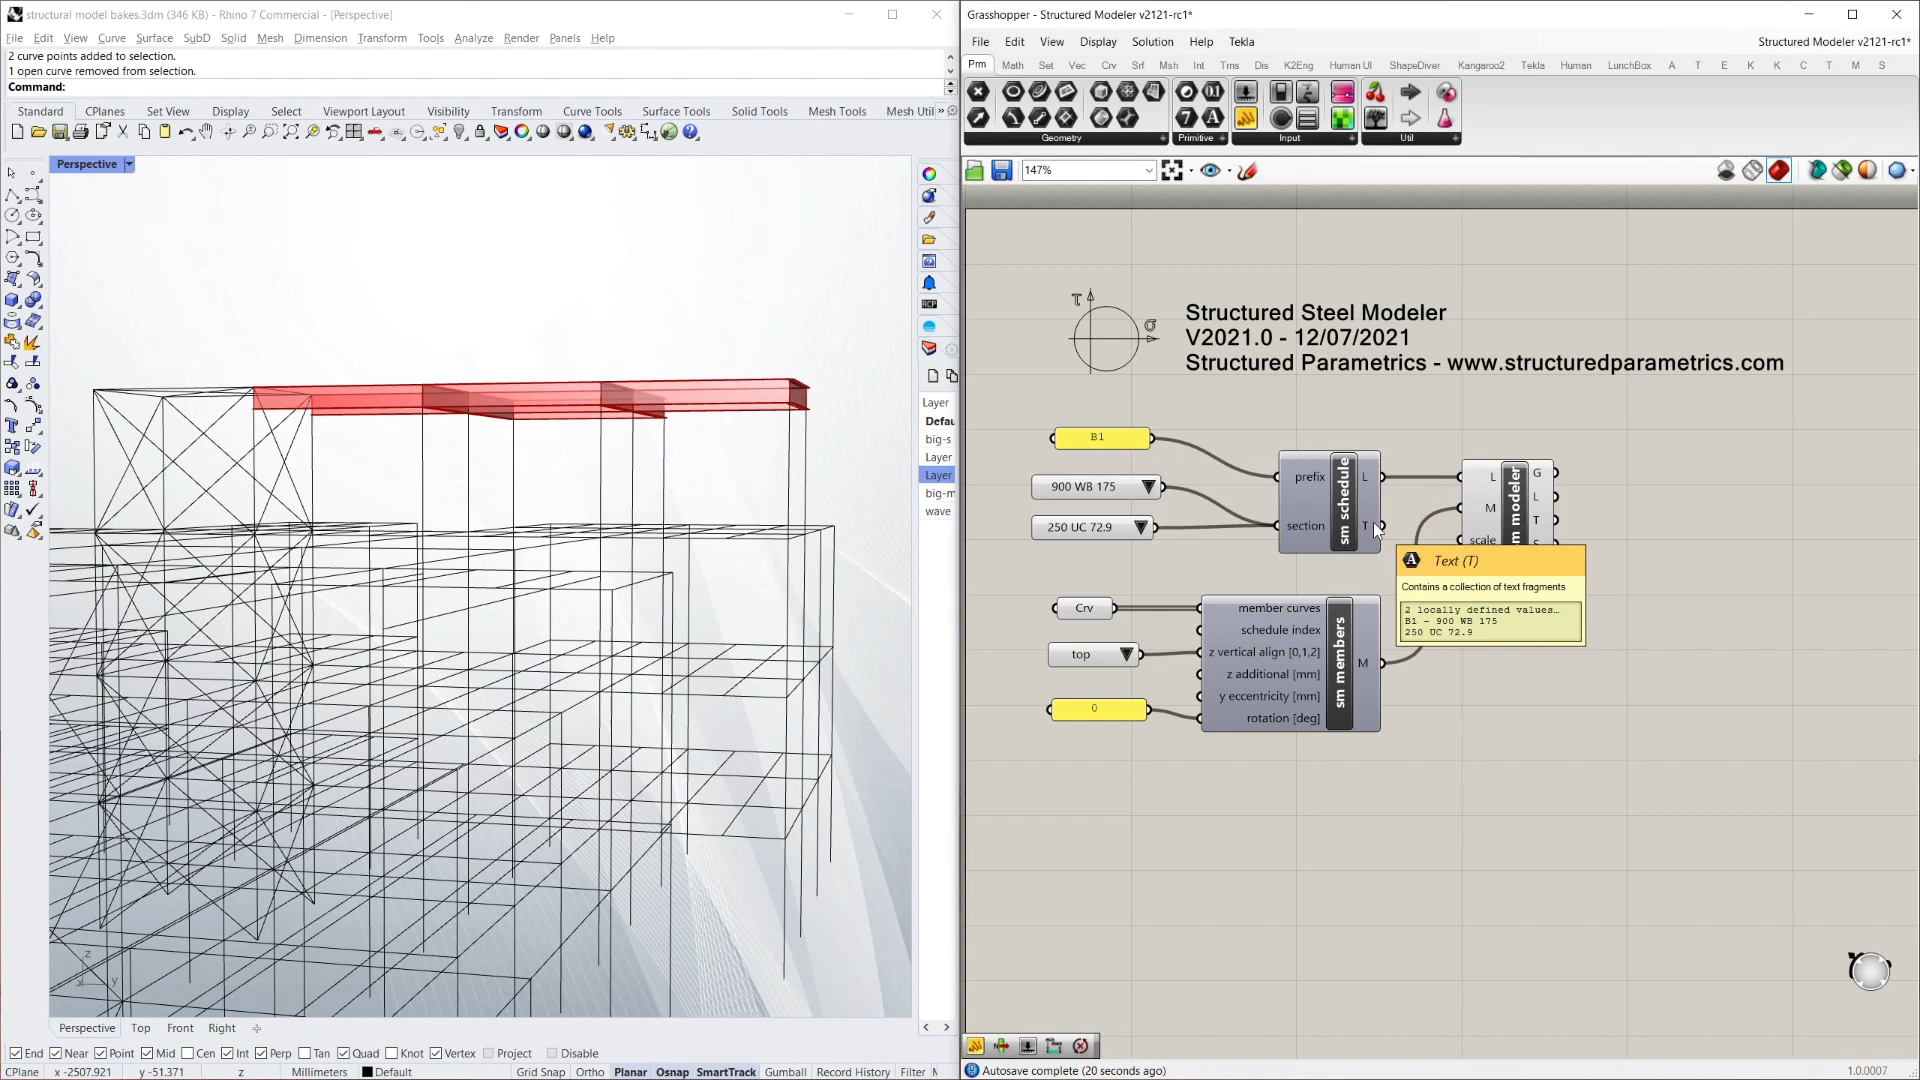 structural model bakes.3dm (346 KB) - Rhino 7 Commercial - [Perspective]
File Edit View Curve Surface SubD Solid Mesh Dimension Transform Tools Analyze Render Panels Help
2 curve points added to selection.
1 open curve removed from selection.
Command:
Standard CPlanes Set View Display Select Viewport Layout Visibility Transform Curve Tools Surface Tools Solid Tools Mesh Tools Mesh Util »
Perspective
Layer
Defau
big-s
Layer
Layer
big-m
wave
z
y
Perspective Top Front Right
End Near Point Mid Cen Int Perp Tan Quad Knot Vertex Project Disable
CPlane x -2507.921 y -51.371 z Millimeters Default Grid Snap Ortho Planar Osnap SmartTrack Gumball Record History Filter
Grasshopper - Structured Modeler v2121-rc1*
File Edit View Display Solution Help Tekla
Structured Modeler v2121-rc1*
Prm Math Set Vec Crv Srf Msh Int Trns Dis K2Eng Human UI ShapeDiver Kangaroo2 Tekla Human LunchBox A T E K K C T M S
Geometry Primitive Input Util
147%
τ
σ
Structured Steel Modeler
V2021.0 - 12/07/2021
Structured Parametrics - www.structuredparametrics.com
B1
900 WB 175
250 UC 72.9
prefix
section
sm schedule
L
T
L
M
scale
sm modeler
G
L
T
S
Text (T)
Contains a collection of text fragments
2 locally defined values…
B1 - 900 WB 175
250 UC 72.9
Crv
top
0
member curves
schedule index
z vertical align [0,1,2]
z additional [mm]
y eccentricity [mm]
rotation [deg]
sm members
M
Autosave complete (20 seconds ago)
1.0.0007